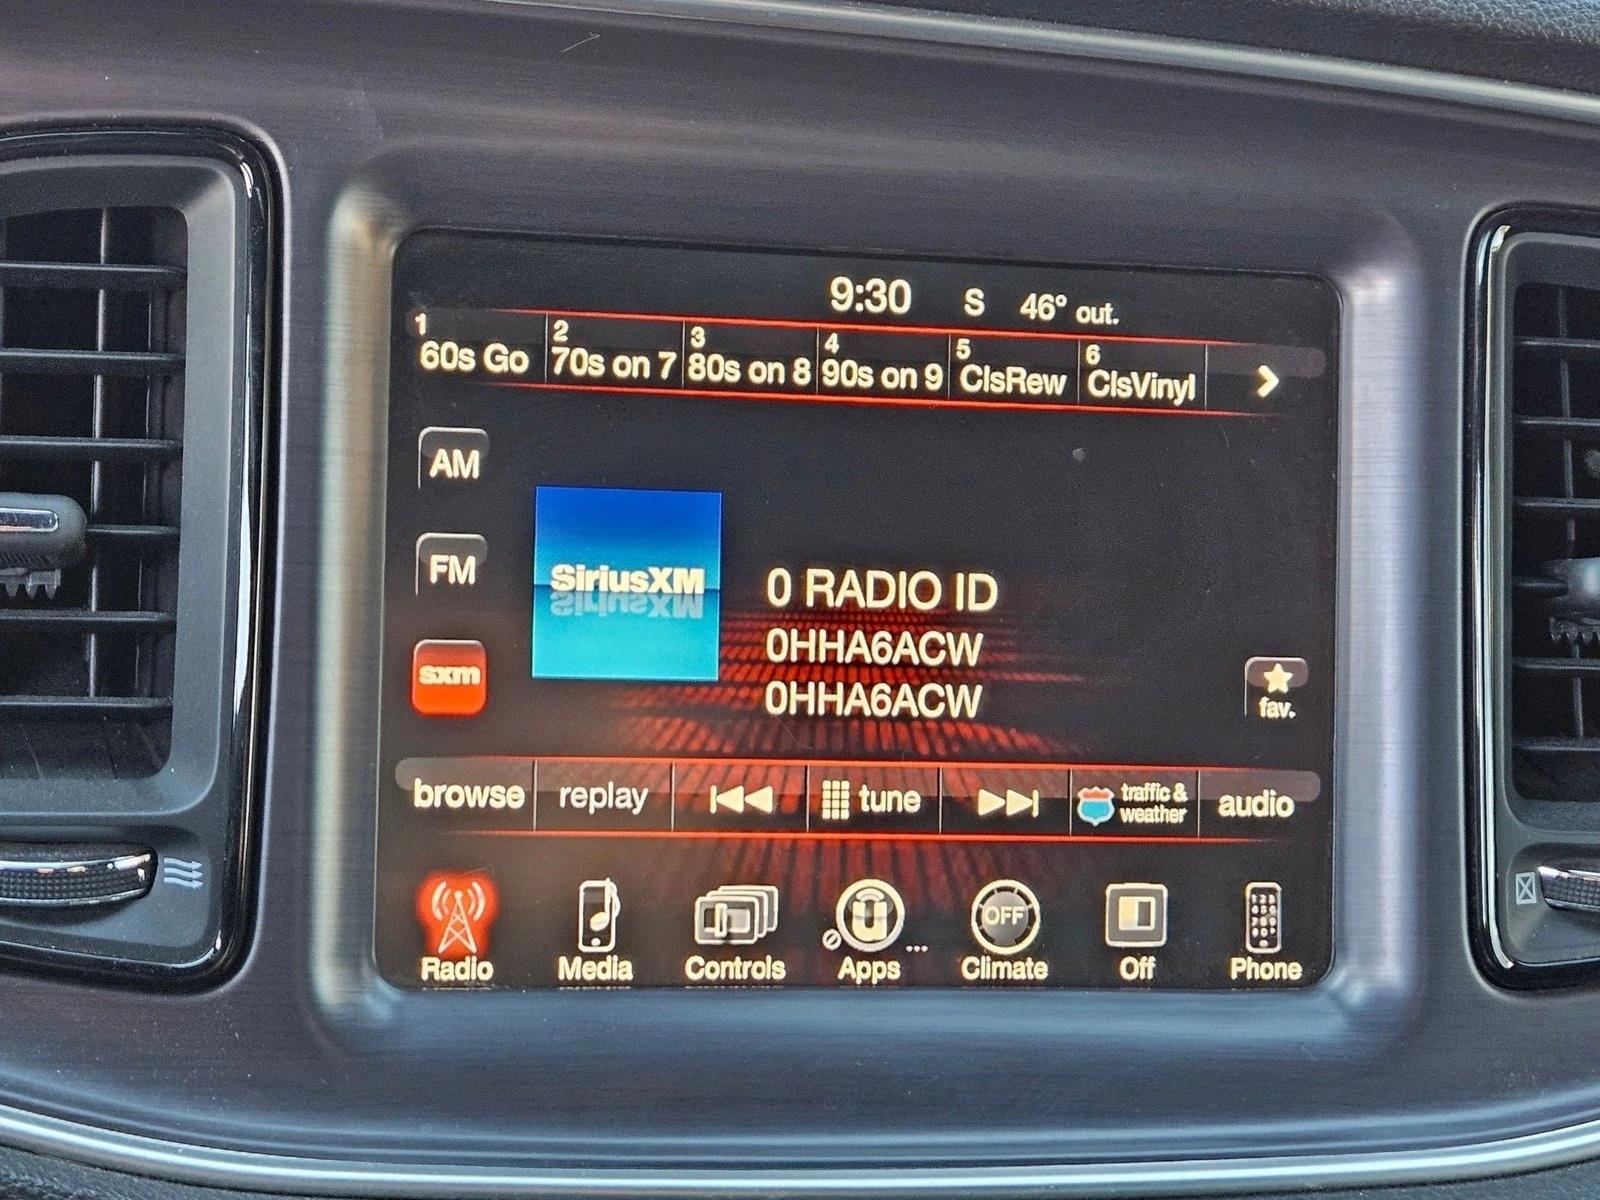 9:30 S 46° out.
1 2 3 4 5 6
60s Go 70s on 7 80s on 8 90s on 9 ClsRew ClsVinyl
AM
FM
sxm
SiriusXM
0 RADIO ID
0HHA6ACW
0HHA6ACW
fav.
browse replay tune traffic & weather audio
OFF
Radio Media Controls Apps ... Climate Off Phone